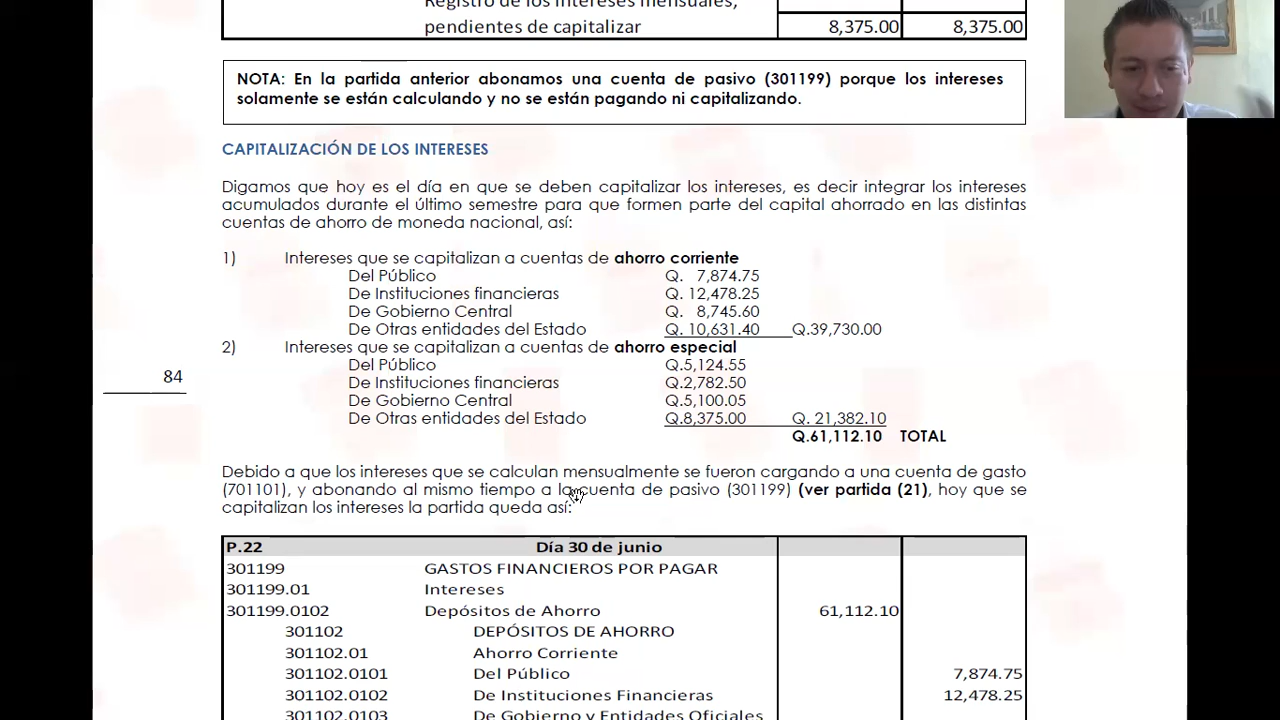 Registro de los intereses mensuales,
pendientes de capitalizar 8,375.00 8,375.00
NOTA: En la partida anterior abonamos una cuenta de pasivo (301199) porque los intereses
solamente se están calculando y no se están pagando ni capitalizando.
CAPITALIZACIÓN DE LOS INTERESES
Digamos que hoy es el día en que se deben capitalizar los intereses, es decir integrar los intereses
acumulados durante el último semestre para que formen parte del capital ahorrado en las distintas
cuentas de ahorro de moneda nacional, así:
1) Intereses que se capitalizan a cuentas de ahorro corriente
Del Público Q. 7,874.75
De Instituciones financieras Q. 12,478.25
De Gobierno Central Q. 8,745.60
De Otras entidades del Estado Q. 10,631.40 Q.39,730.00
2) Intereses que se capitalizan a cuentas de ahorro especial
Del Público Q.5,124.55
De Instituciones financieras Q.2,782.50
De Gobierno Central Q.5,100.05
De Otras entidades del Estado Q.8,375.00 Q. 21,382.10
Q.61,112.10 TOTAL
84
Debido a que los intereses que se calculan mensualmente se fueron cargando a una cuenta de gasto
(701101), y abonando al mismo tiempo a la cuenta de pasivo (301199) (ver partida (21), hoy que se
capitalizan los intereses la partida queda así:
P.22 Día 30 de junio
301199 GASTOS FINANCIEROS POR PAGAR
301199.01 Intereses
301199.0102 Depósitos de Ahorro 61,112.10
301102 DEPÓSITOS DE AHORRO
301102.01 Ahorro Corriente
301102.0101 Del Público 7,874.75
301102.0102 De Instituciones Financieras 12,478.25
301102.0103 De Gobierno y Entidades Oficiales